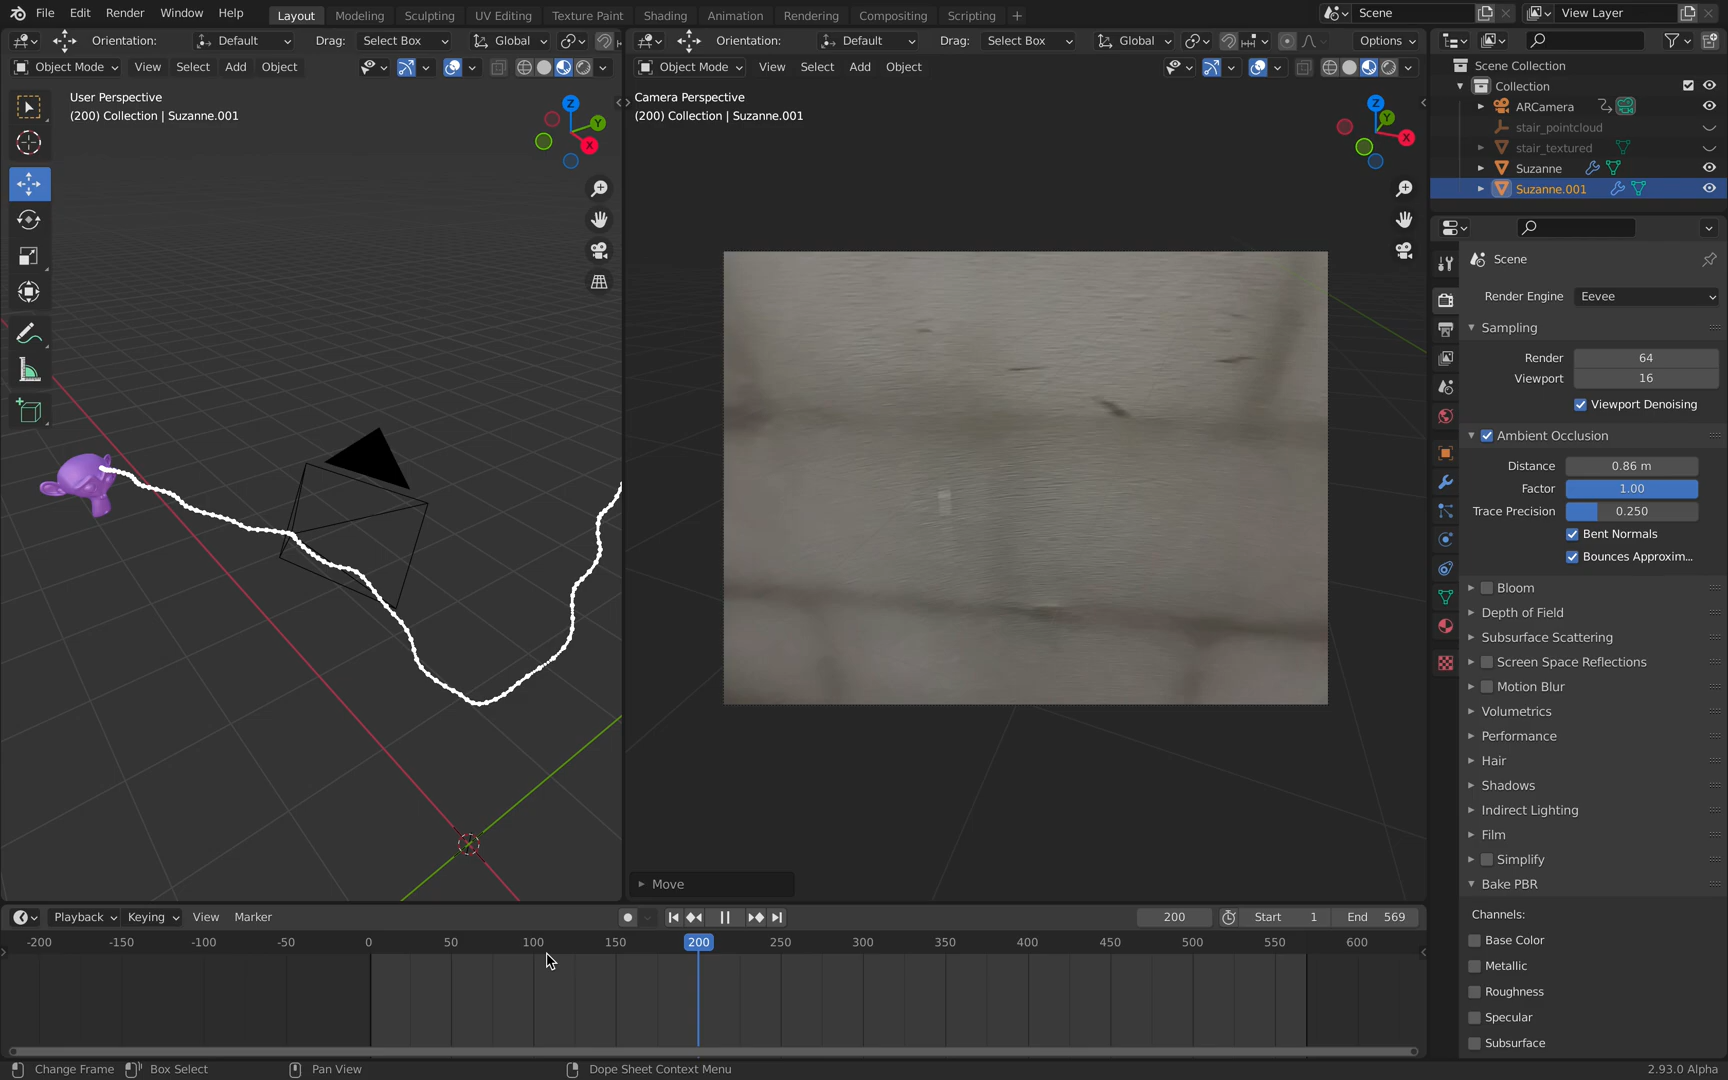 File Edit Render Window Help Layout Modeling Sculpting UV Editing Texture Paint Shading Animation Rendering Compositing Scripting + Scene View Layer
Orientation: Default Drag: Select Box Global
Orientation: Default Drag: Select Box Global Options
Object Mode View Select Add Object
Object Mode View Select Add Object
User Perspective
(200) Collection | Suzanne.001
Z
Y
X
Camera Perspective
(200) Collection | Suzanne.001
Z
Y
X
Move
Scene Collection
Collection
ARCamera
stair_pointcloud
stair_textured
Suzanne
Suzanne.001
Scene
Render Engine Eevee
Sampling
Render 64
Viewport 16
Viewport Denoising
Ambient Occlusion
Distance 0.86 m
Factor 1.00
Trace Precision 0.250
Bent Normals
Bounces Approxim...
Bloom
Depth of Field
Subsurface Scattering
Screen Space Reflections
Motion Blur
Volumetrics
Performance
Hair
Shadows
Indirect Lighting
Film
Simplify
Bake PBR
Channels:
Base Color
Metallic
Roughness
Specular
Subsurface
Playback Keying View Marker 200 Start 1 End 569
-200 -150 -100 -50 0 50 100 150 200 250 300 350 400 450 500 550 600
Change Frame Box Select Pan View Dope Sheet Context Menu 2.93.0 Alpha